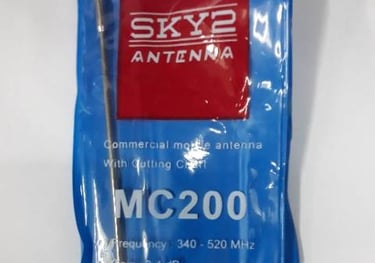 SKY2
ANTENNA
Commercial mobile antenna
With Cutting Chart
MC200
Frequency : 340 - 520 MHz